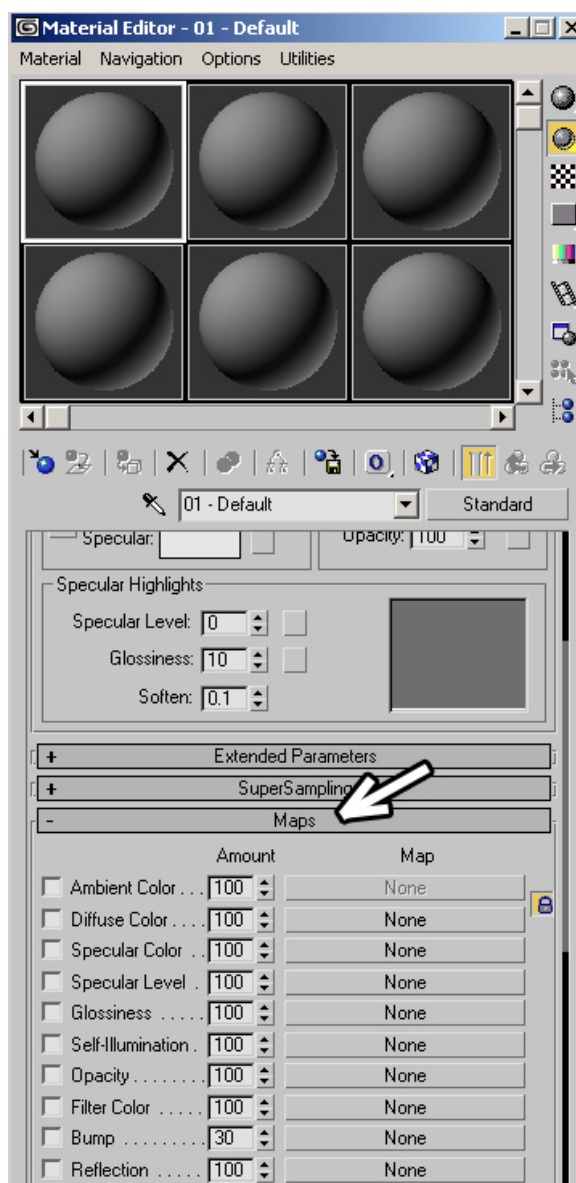 Material Editor - 01 - Default
Material Navigation Options Utilities
01 - Default Standard
Specular: Opacity: 100
Specular Highlights
Specular Level: 0
Glossiness: 10
Soften: 0.1
+ Extended Parameters
+ SuperSampling
- Maps
Amount Map
Ambient Color . . . 100 None
Diffuse Color . . . . 100 None
Specular Color . . 100 None
Specular Level . 100 None
Glossiness . . . . . 100 None
Self-Illumination . 100 None
Opacity . . . . . . . . 100 None
Filter Color . . . . . 100 None
Bump . . . . . . . . . 30 None
Reflection . . . . . 100 None